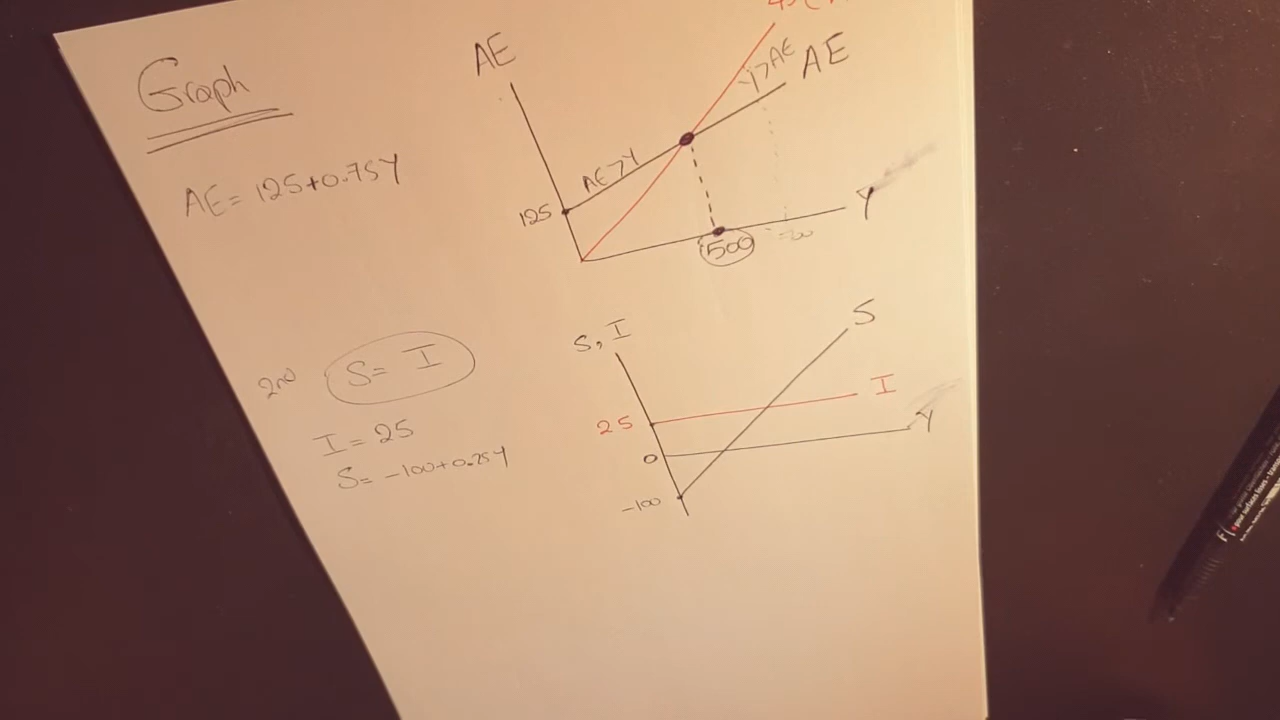 Graph
AE = 125+0.75Y
AE
AE
Y>AE
AE>Y
125
500
Y
2nd
S = I
I = 25
S = -100+0.25Y
S, I
S
I
25
0
-100
Y